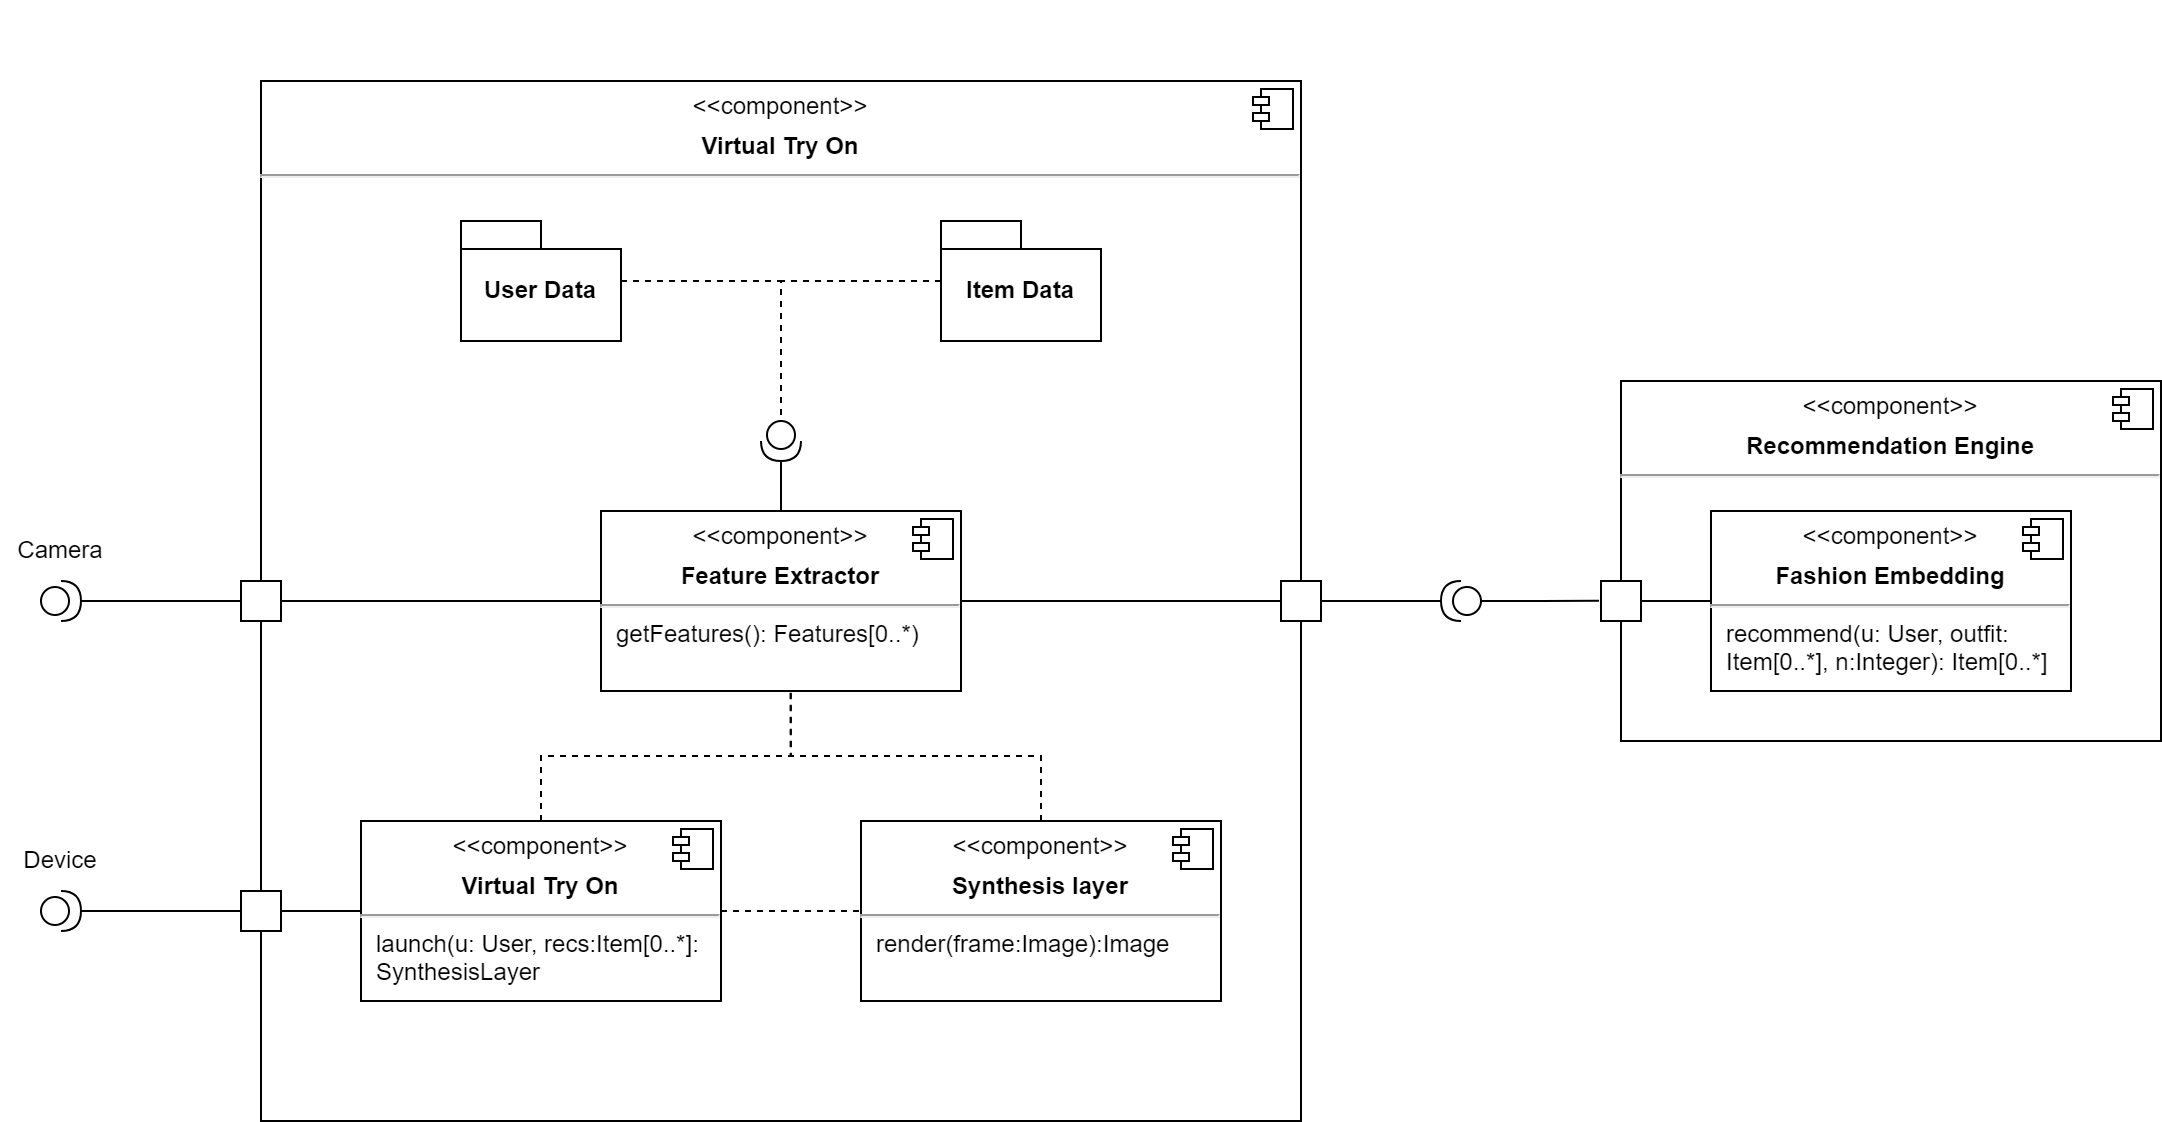 <<component>>
Virtual Try On
User Data
Item Data
<<component>>
Recommendation Engine
Camera
<<component>>
Feature Extractor
getFeatures(): Features[0..*)
<<component>>
Fashion Embedding
recommend(u: User, outfit:
Item[0..*], n:Integer): Item[0..*]
Device
<<component>>
Virtual Try On
launch(u: User, recs:Item[0..*]:
SynthesisLayer
<<component>>
Synthesis layer
render(frame:Image):Image